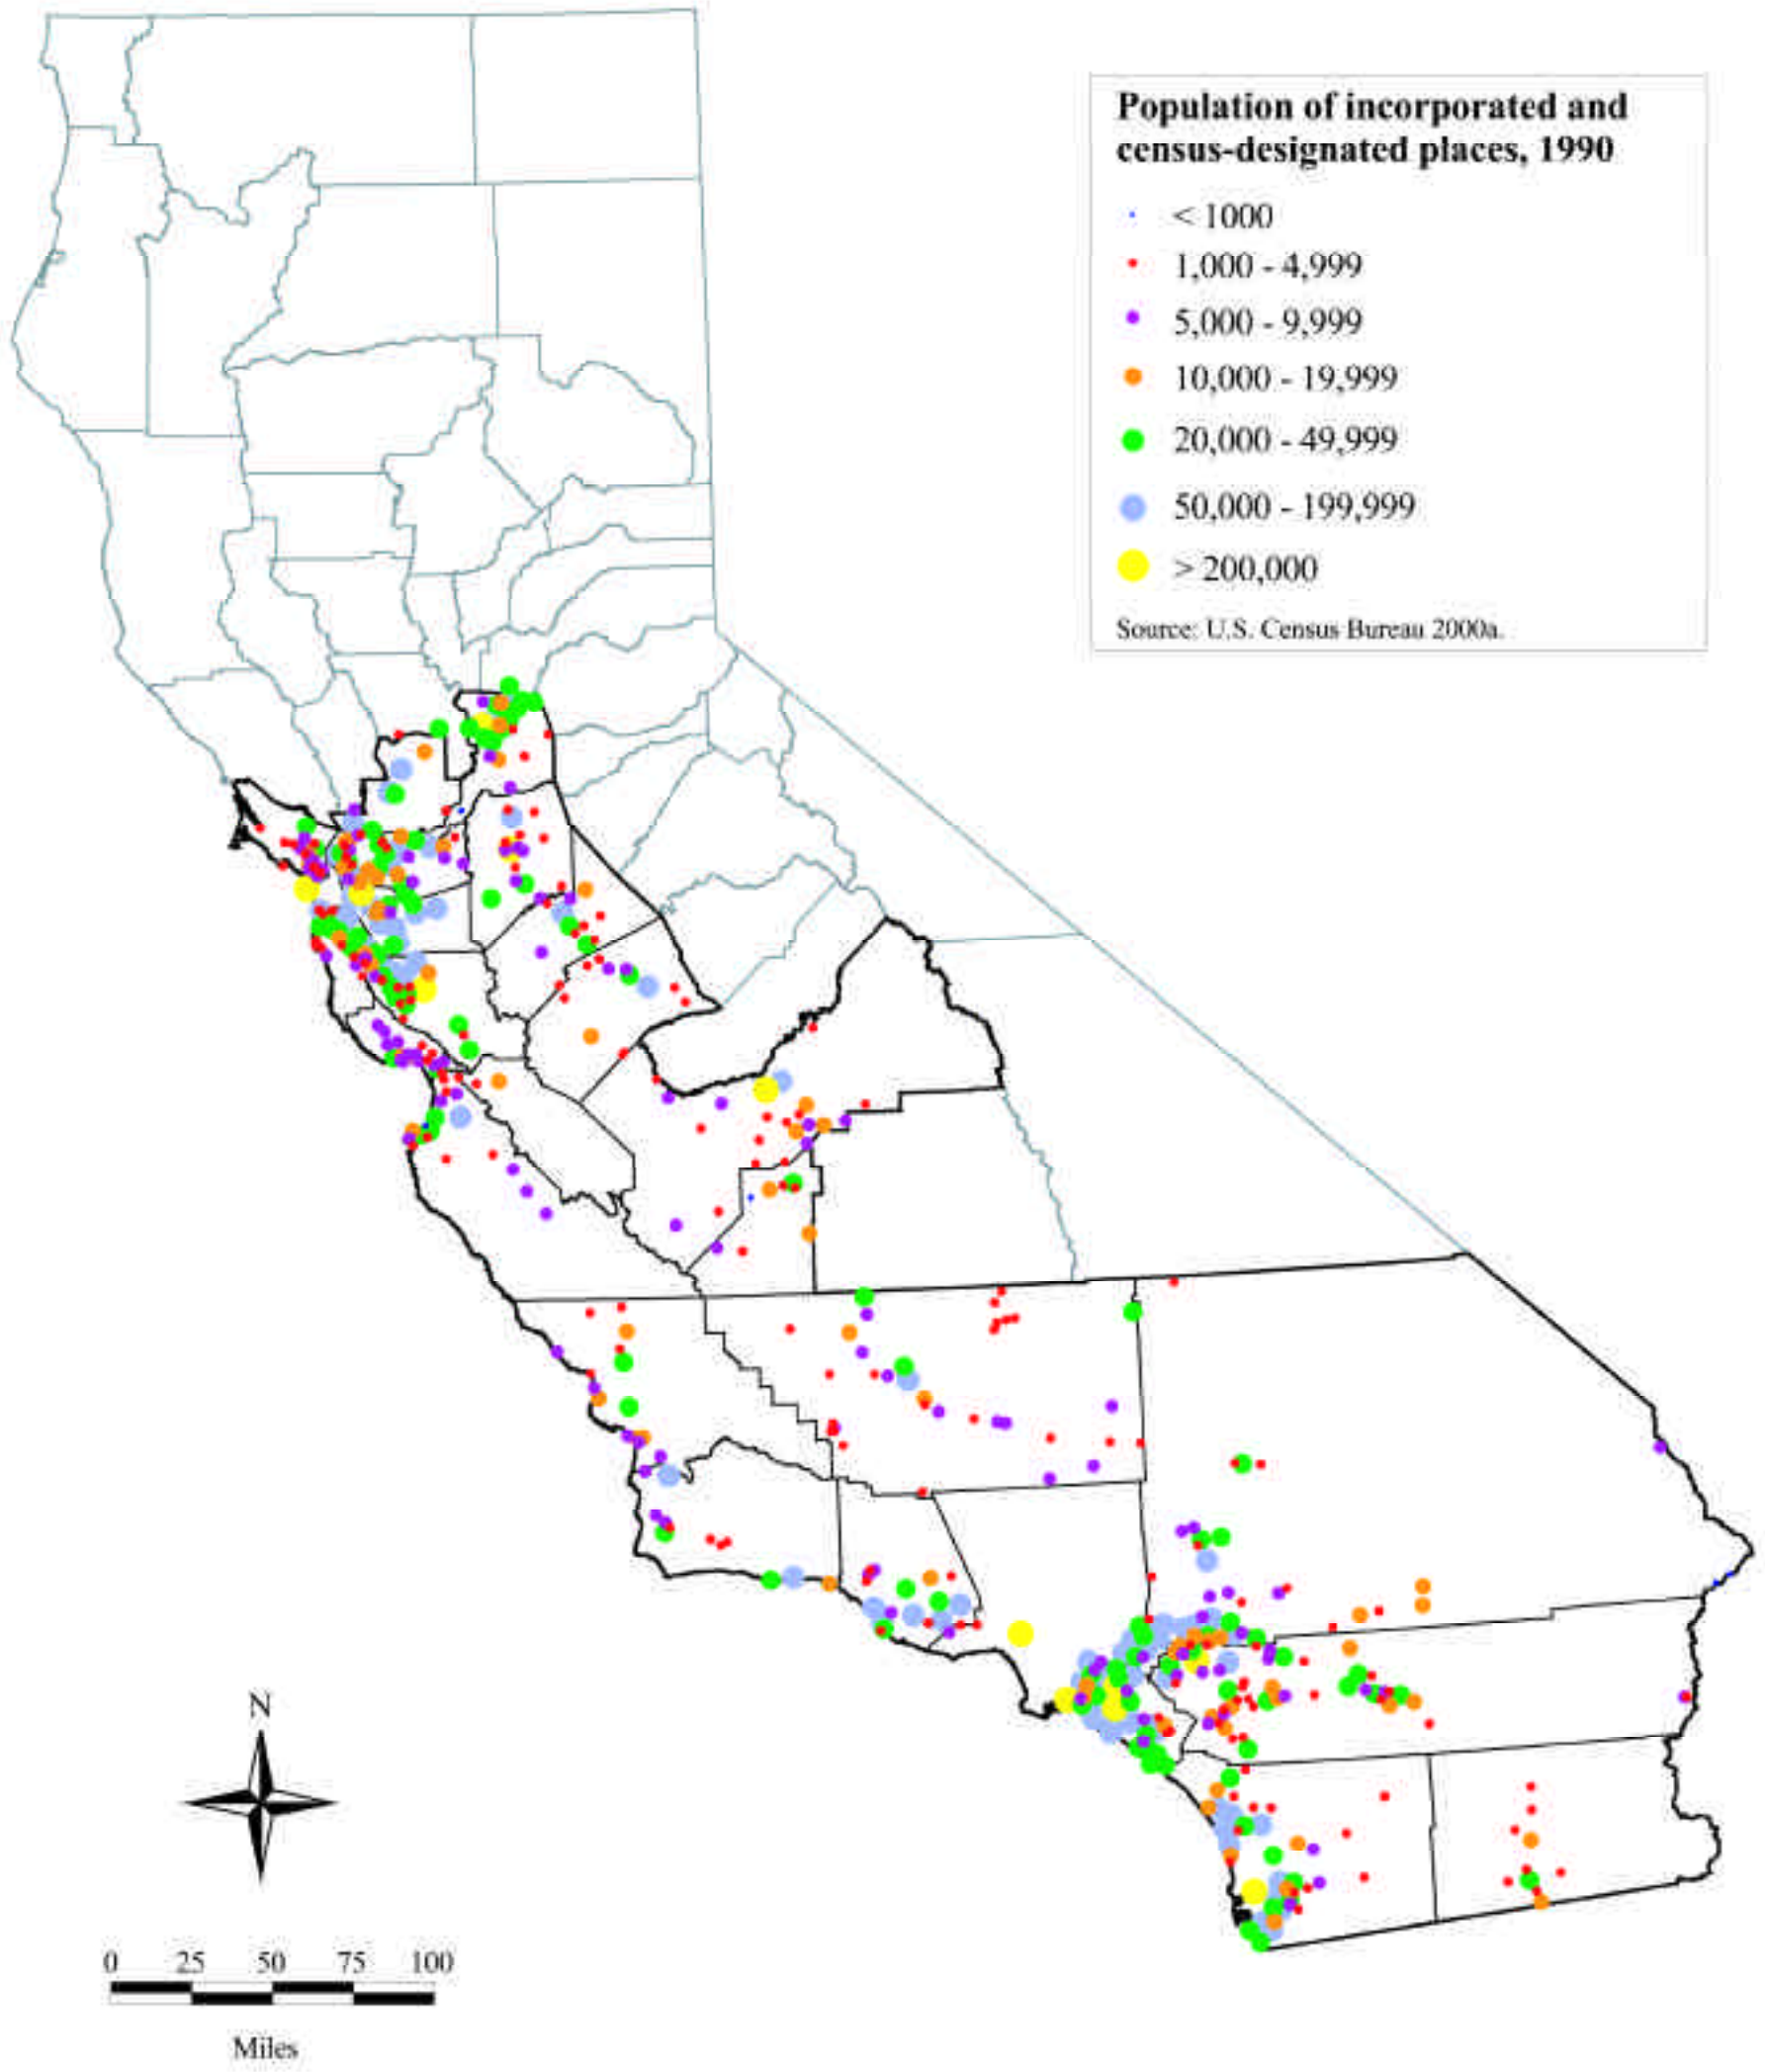 Population of incorporated and
census-designated places, 1990
< 1000
1,000 - 4,999
5,000 - 9,999
10,000 - 19,999
20,000 - 49,999
50,000 - 199,999
> 200,000
Source: U.S. Census Bureau 2000a.
N
0 25 50 75 100
Miles